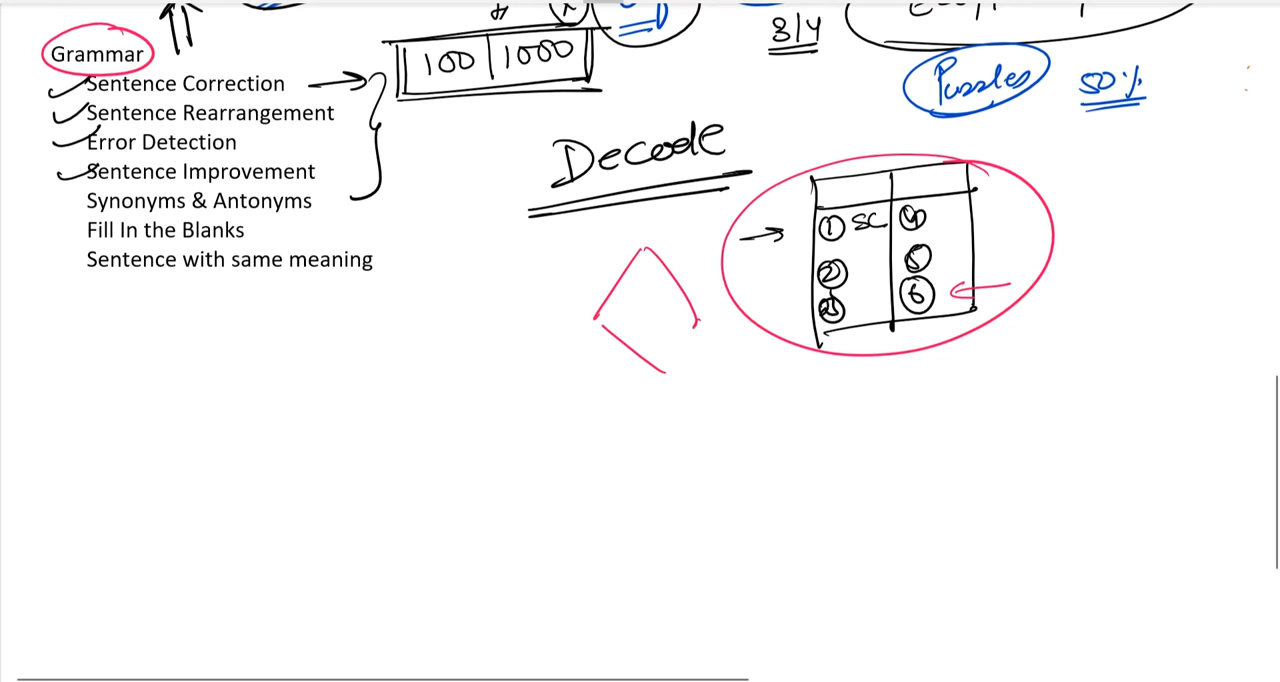 3/4
Grammar
100 | 1000
Sentence Correction
Puzzles 50%
Sentence Rearrangement
Error Detection
Decode
Sentence Improvement
Synonyms & Antonyms
① SC ④
Fill In the Blanks
Sentence with same meaning
② ⑤
③ ⑥